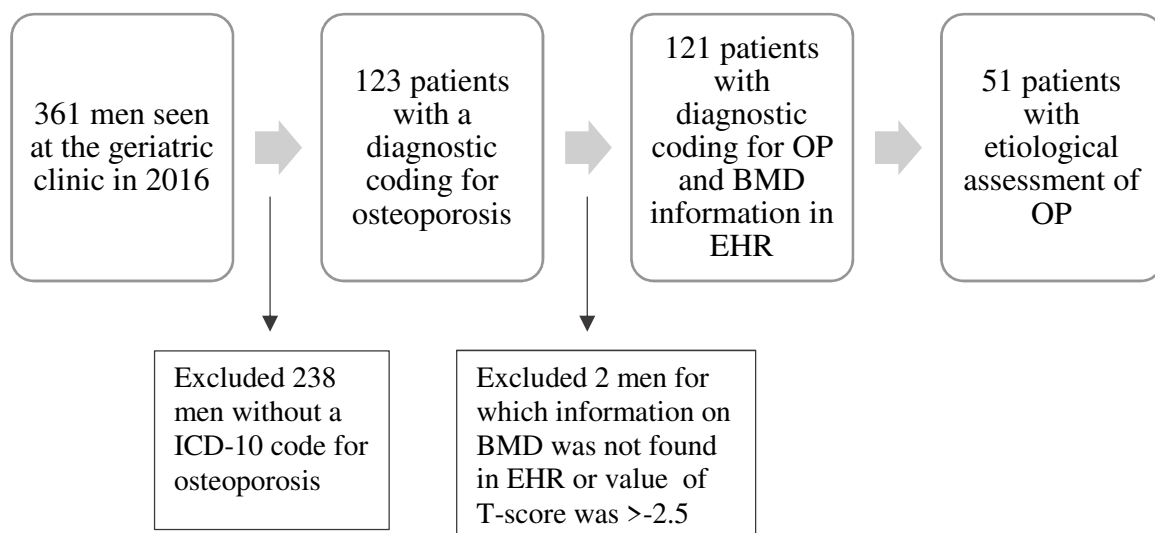 361 men seen
at the geriatric
clinic in 2016
123 patients
with a
diagnostic
coding for
osteoporosis
121 patients
with
diagnostic
coding for OP
and BMD
information in
EHR
51 patients
with
etiological
assessment of
OP
Excluded 238
men without a
ICD-10 code for
osteoporosis
Excluded 2 men for
which information on
BMD was not found
in EHR or value of
T-score was >-2.5